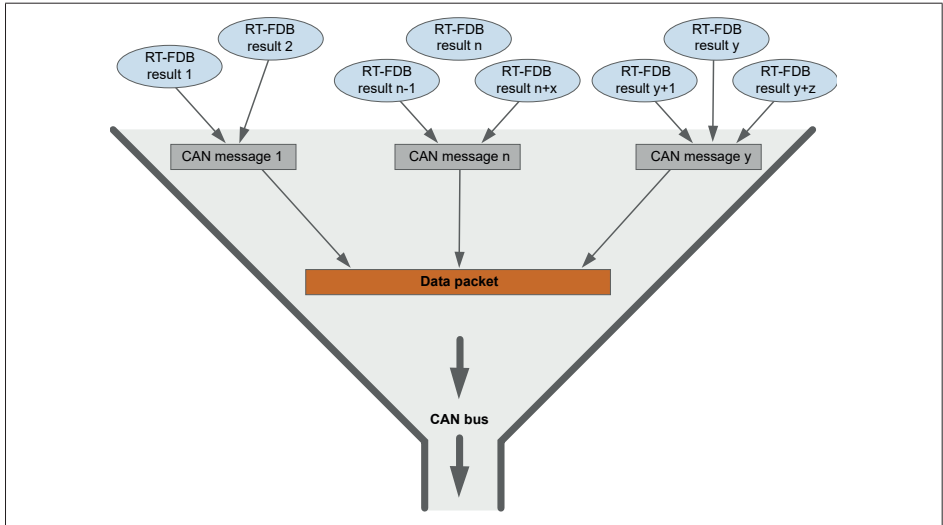 RT-FDB
result 1
RT-FDB
result 2
RT-FDB
result n-1
RT-FDB
result n
RT-FDB
result n+x
RT-FDB
result y+1
RT-FDB
result y
RT-FDB
result y+z
CAN message 1
CAN message n
CAN message y
Data packet
CAN bus